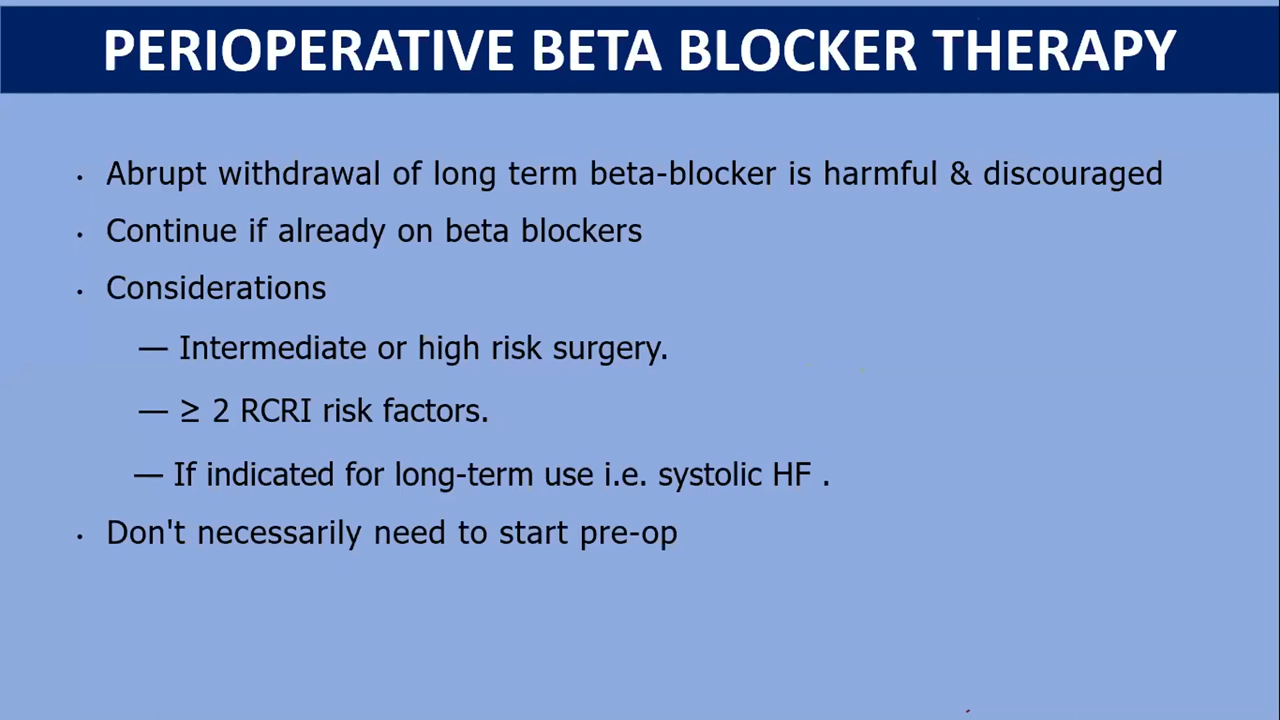 PERIOPERATIVE BETA BLOCKER THERAPY
· Abrupt withdrawal of long term beta-blocker is harmful & discouraged
· Continue if already on beta blockers
· Considerations
— Intermediate or high risk surgery.
— ≥ 2 RCRI risk factors.
— If indicated for long-term use i.e. systolic HF .
· Don't necessarily need to start pre-op